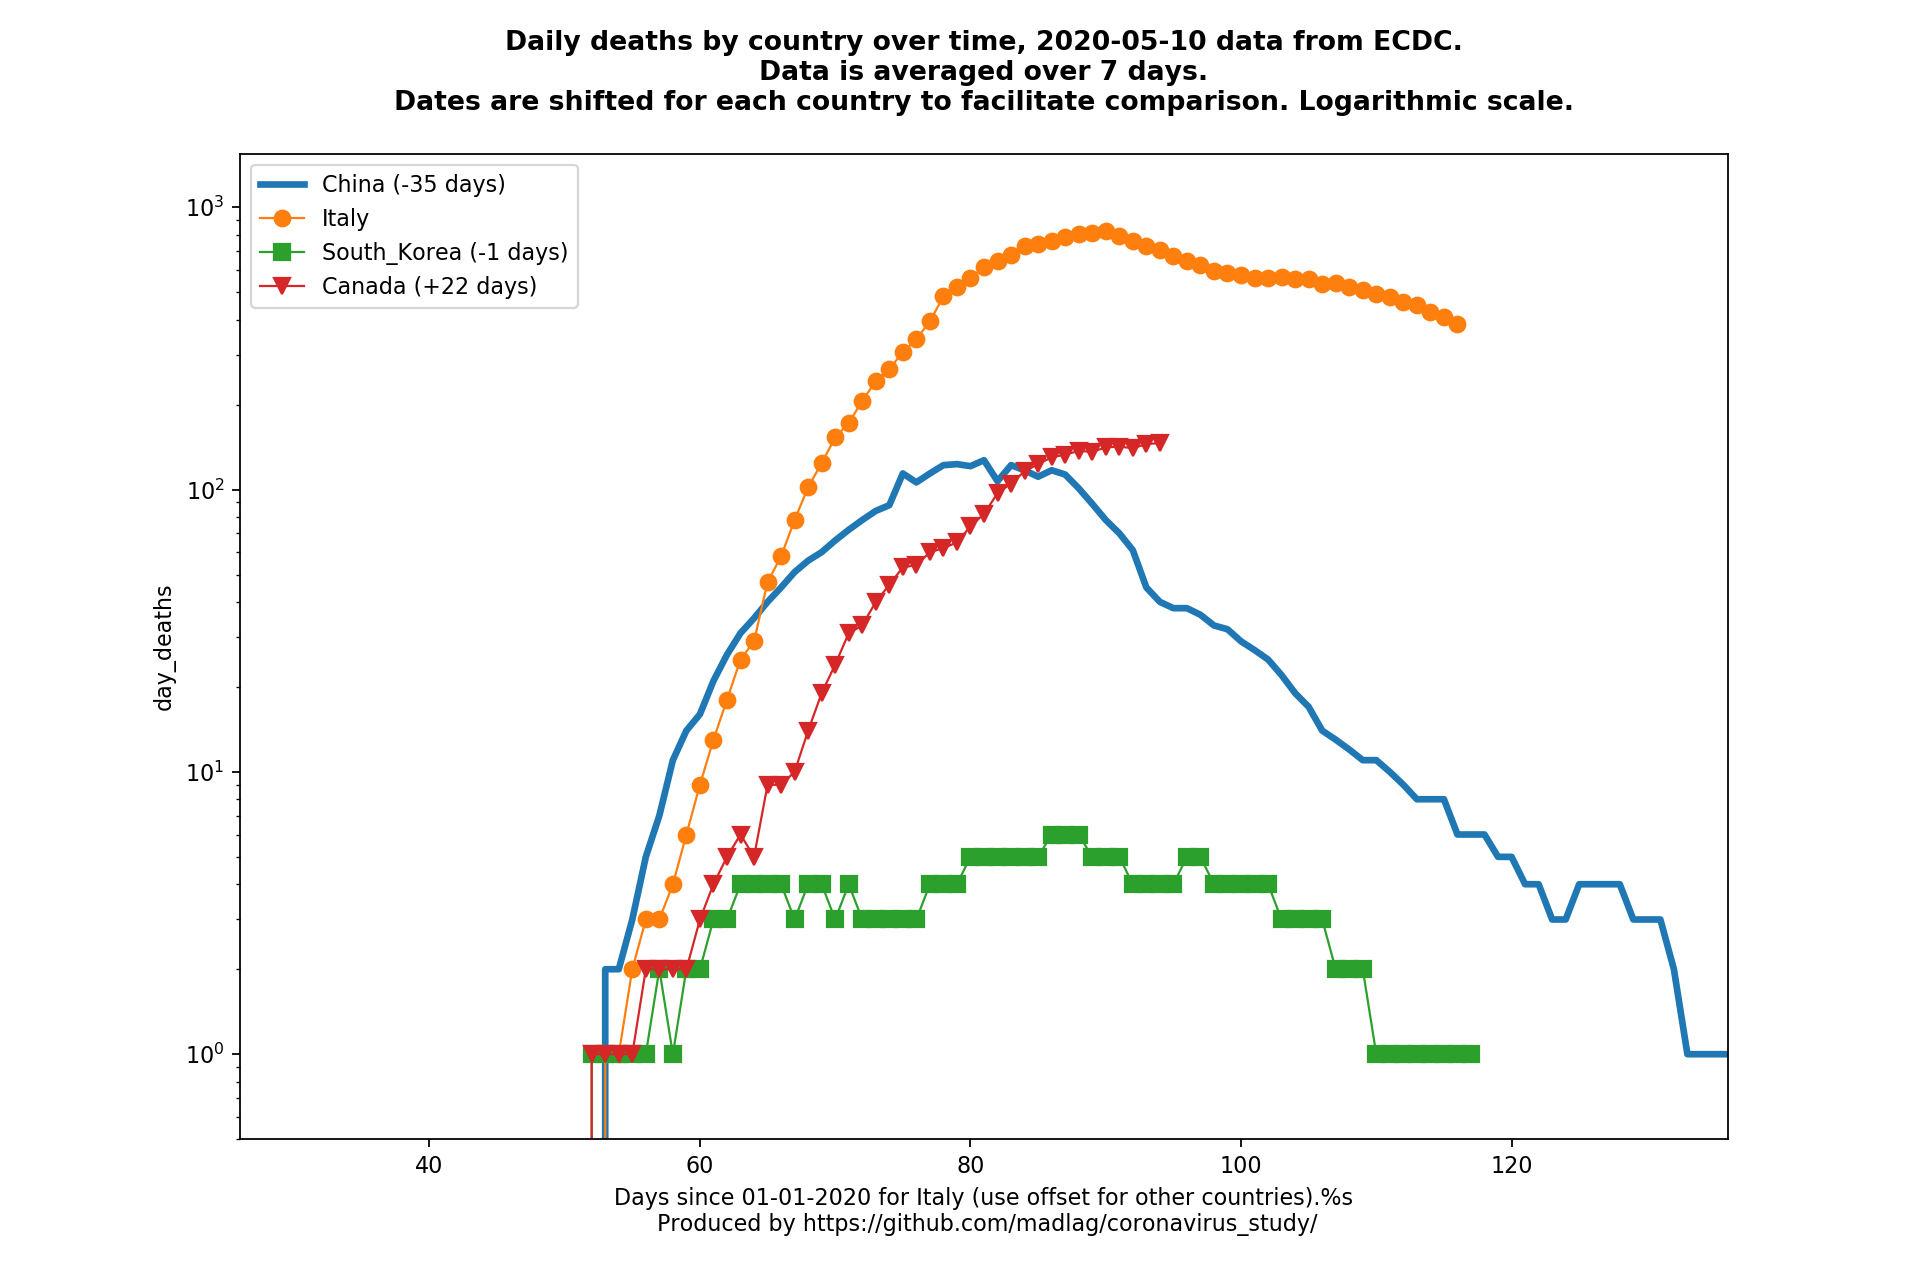 Daily deaths by country over time, 2020-05-10 data from ECDC.
Data is averaged over 7 days.
Dates are shifted for each country to facilitate comparison. Logarithmic scale.
China (-35 days)
Italy
South_Korea (-1 days)
Canada (+22 days)
10³
10²
10¹
10⁰
day_deaths
40 60 80 100 120
Days since 01-01-2020 for Italy (use offset for other countries).%s
Produced by https://github.com/madlag/coronavirus_study/